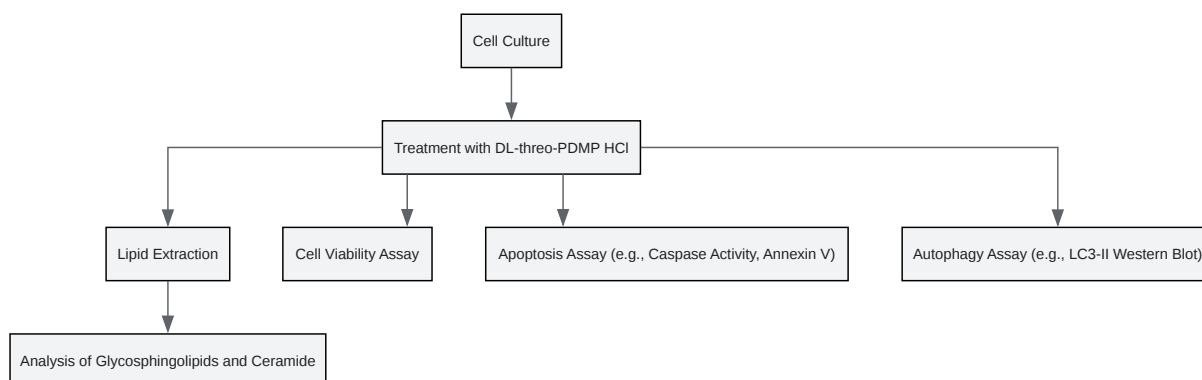 Cell Culture
Treatment with DL-threo-PDMP HCl
Lipid Extraction
Cell Viability Assay
Apoptosis Assay (e.g., Caspase Activity, Annexin V)
Autophagy Assay (e.g., LC3-II Western Blot)
Analysis of Glycosphingolipids and Ceramide